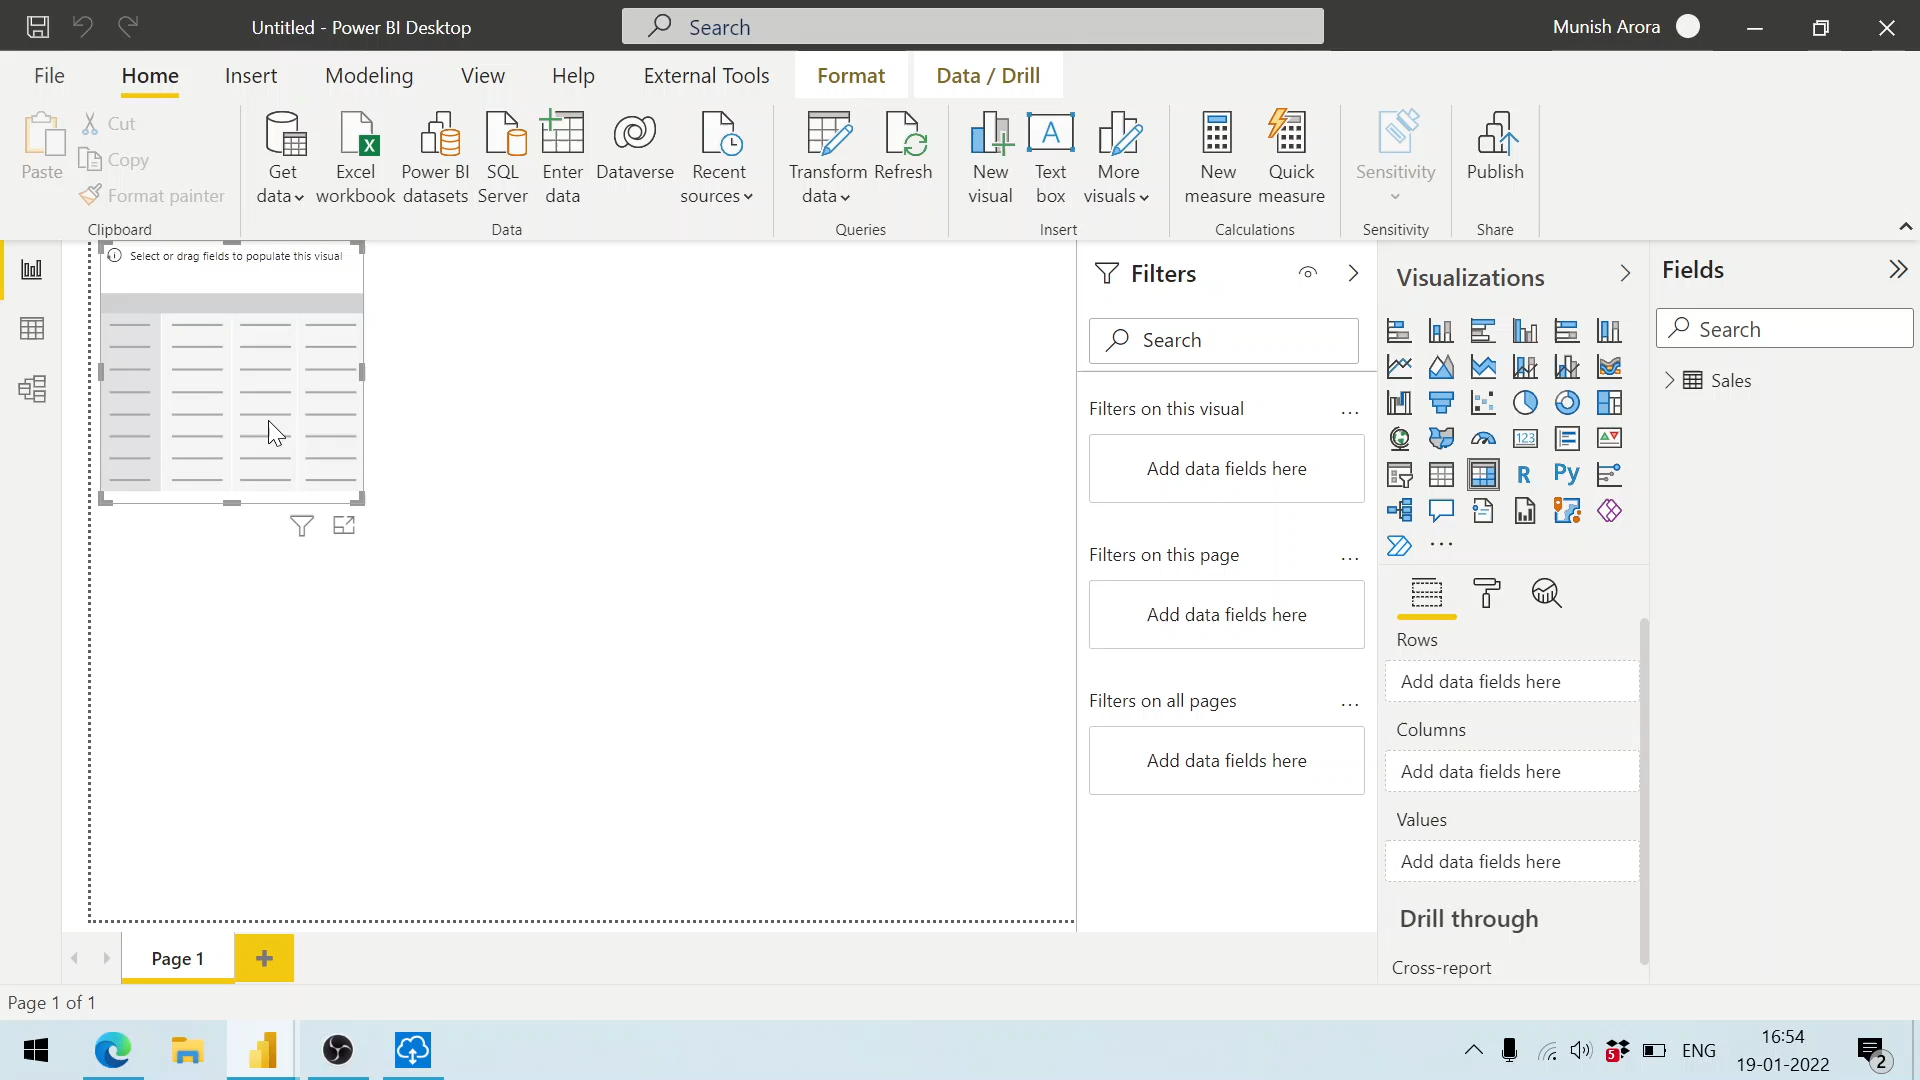 Untitled - Power BI Desktop
Search
Munish Arora
File
Home
Insert
Modeling
View
Help
External Tools
Format
Data / Drill
Paste
Cut
Copy
Format painter
Clipboard
Get data
Excel workbook
Power BI datasets
SQL Server
Enter data
Dataverse
Recent sources
Data
Transform data
Refresh
Queries
New visual
Text box
More visuals
Insert
New measure
Quick measure
Calculations
Sensitivity
Sensitivity
Publish
Share
Select or drag fields to populate this visual
Filters
Search
Filters on this visual
...
Add data fields here
Filters on this page
...
Add data fields here
Filters on all pages
...
Add data fields here
Visualizations
123
R
Py
...
Rows
Add data fields here
Columns
Add data fields here
Values
Add data fields here
Drill through
Cross-report
Fields
Search
Sales
Page 1
Page 1 of 1
5
ENG
16:54
19-01-2022
2